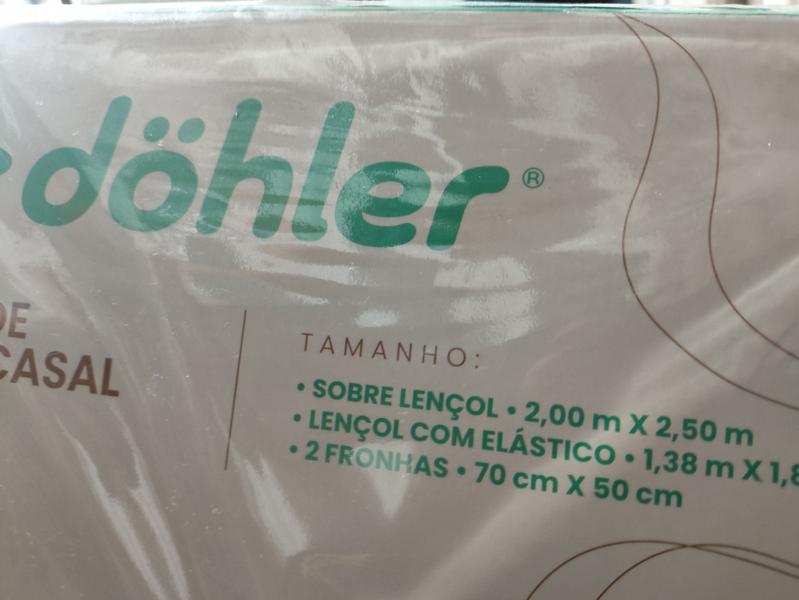 döhler®
DE
CASAL
TAMANHO:
• SOBRE LENÇOL • 2,00 m X 2,50 m
• LENÇOL COM ELÁSTICO • 1,38 m X 1,8
• 2 FRONHAS • 70 cm X 50 cm